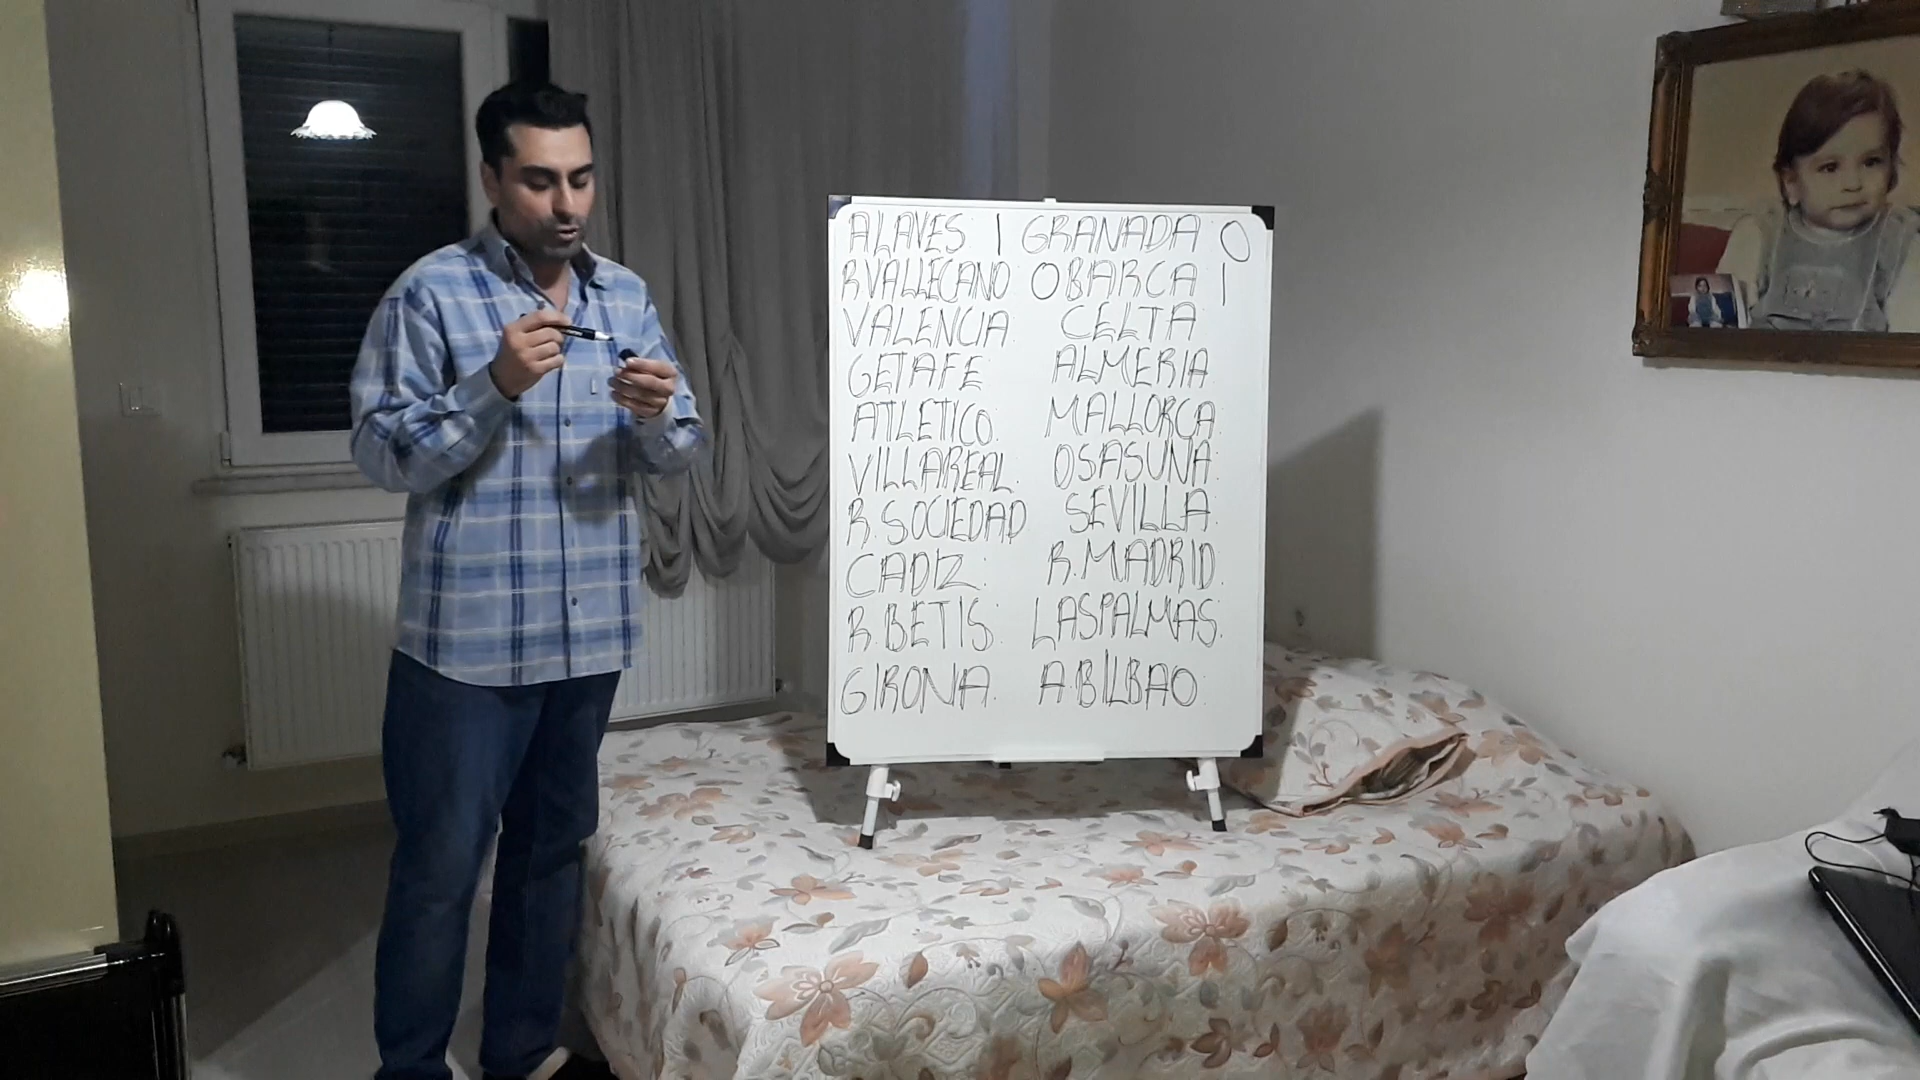 ALAVES: 1 GRANADA: 0
R.VALLECANO 0 BARCA: 1
VALENCIA: CELTA:
GETAFE: ALMERIA:
ATLETICO: MALLORCA:
VILLAREAL: OSASUNA:
R.SOCIEDAD SEVILLA:
CADIZ: R.MADRID:
R.BETIS: LASPALMAS:
GIRONA: A.BILBAO: